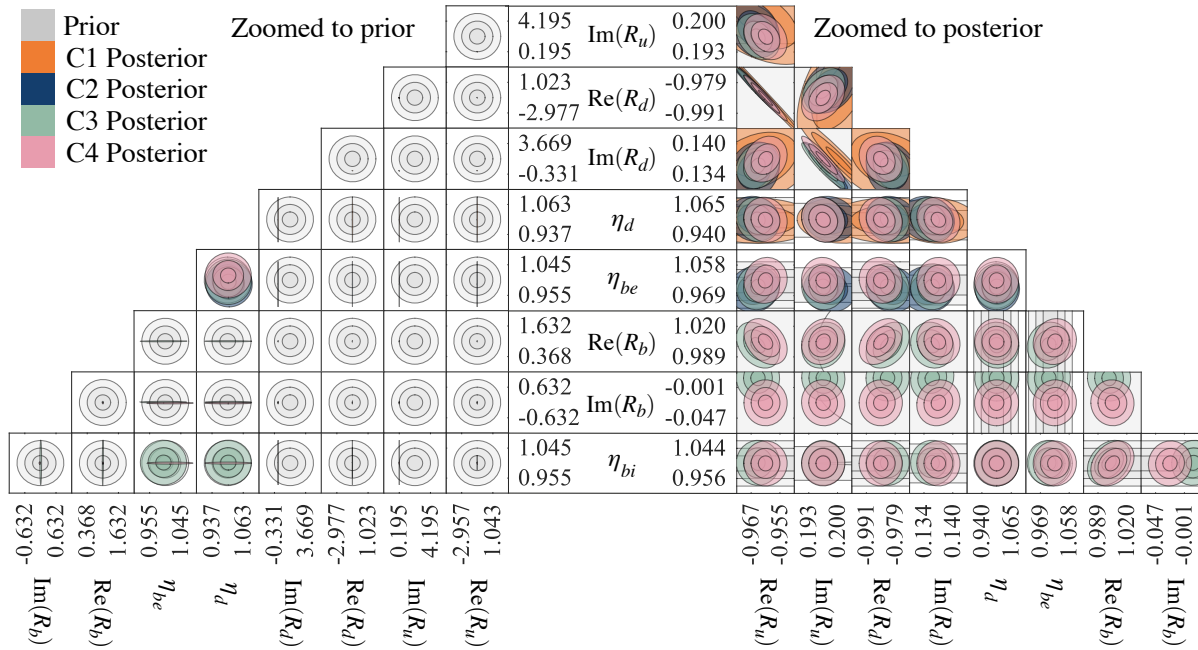 Prior
C1 Posterior
C2 Posterior
C3 Posterior
C4 Posterior
Zoomed to prior
Zoomed to posterior
4.195 Im(R_u) 0.200
0.195 0.193
1.023 Re(R_d) -0.979
-2.977 -0.991
3.669 Im(R_d) 0.140
-0.331 0.134
1.063 η_d 1.065
0.937 0.940
1.045 η_be 1.058
0.955 0.969
1.632 Re(R_b) 1.020
0.368 0.989
0.632 Im(R_b) -0.001
-0.632 -0.047
1.045 η_bi 1.044
0.955 0.956
-0.632 0.632
0.368 1.632
0.955 1.045
0.937 1.063
-0.331 3.669
-2.977 1.023
0.195 4.195
-2.957 1.043
-0.967 -0.955
0.193 0.200
-0.991 -0.979
0.134 0.140
0.940 1.065
0.969 1.058
0.989 1.020
-0.047 -0.001
Im(R_b)
Re(R_b)
η_be
η_d
Im(R_d)
Re(R_d)
Im(R_u)
Re(R_u)
Re(R_u)
Im(R_u)
Re(R_d)
Im(R_d)
η_d
η_be
Re(R_b)
Im(R_b)